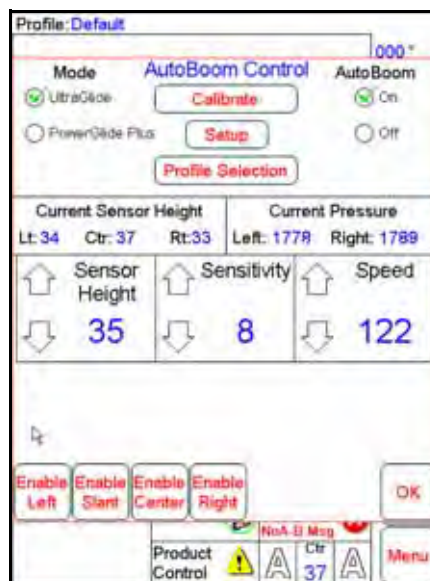 Profile: Default
000 °
Mode
AutoBoom Control
AutoBoom
UltraGlide
Calibrate
On
PowerGlide Plus
Setup
Off
Profile Selection
Current Sensor Height
Current Pressure
Lt: 34 Ctr: 37 Rt: 33
Left: 1778 Right: 1789
Sensor Height
Sensitivity
Speed
35
8
122
Enable Left
Enable Slant
Enable Center
Enable Right
OK
NoA-B Msg
Product Control
A
Ctr
37
A
Menu